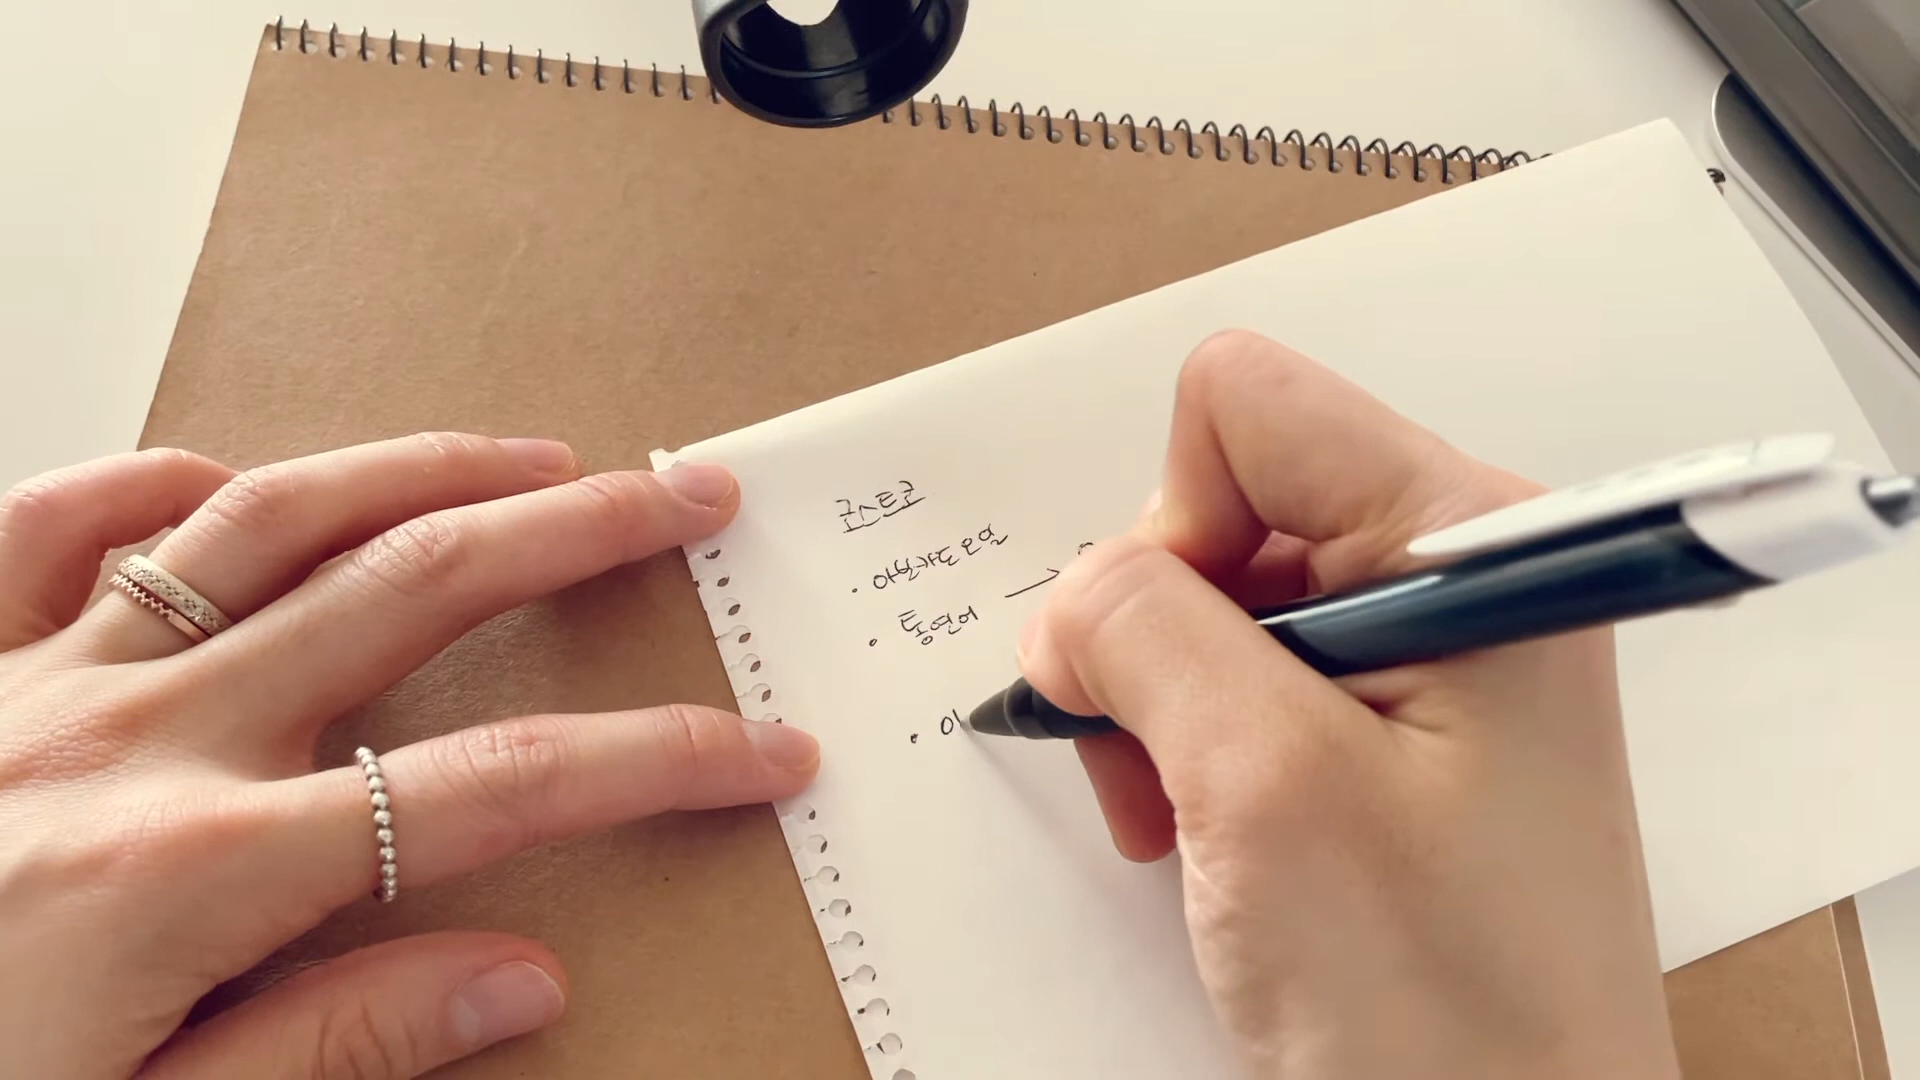 코스트코
· 아보카도오일
· 통연어 →
· 이